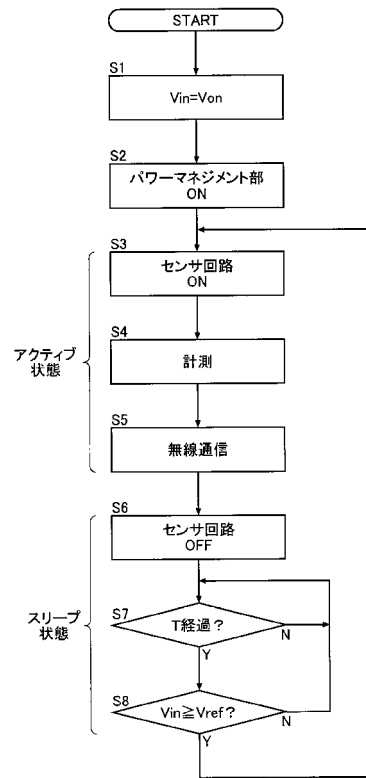 START
S1
Vin=Von
S2
パワーマネジメント部
ON
S3
センサ回路
ON
S4
計測
アクティブ
状態
S5
無線通信
S6
センサ回路
OFF
スリープ
状態
S7
T経過？
N
Y
S8
Vin≧Vref？
N
Y